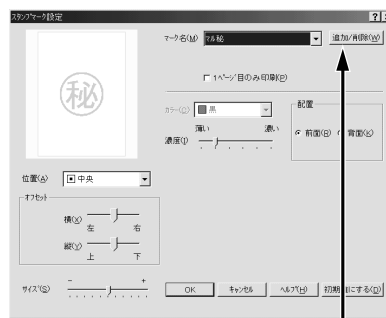 スタンプマーク設定 ?
マーク名(M) マル秘 追加/削除(W)
秘
1ページ目のみ印刷(P)
カラー(O) 黒
配置
薄い 濃い
濃度(I)
前面(R) 背面(K)
位置(A) 中央
オフセット
横(X)
左 右
縦(V)
上 下
サイズ(S) - +
OK キャンセル ヘルプ(H) 初期値にする(D)